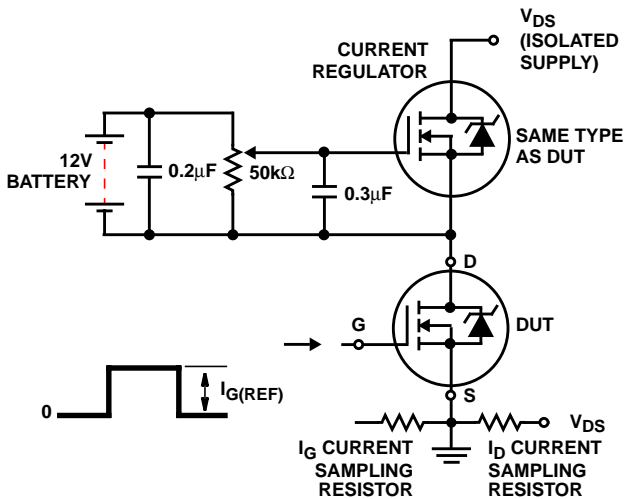 V_DS
(ISOLATED
SUPPLY)
CURRENT
REGULATOR
SAME TYPE
AS DUT
12V
BATTERY
0.2µF
50kΩ
0.3µF
D
DUT
G
I_G(REF)
0
S
V_DS
I_G CURRENT
SAMPLING
RESISTOR
I_D CURRENT
SAMPLING
RESISTOR